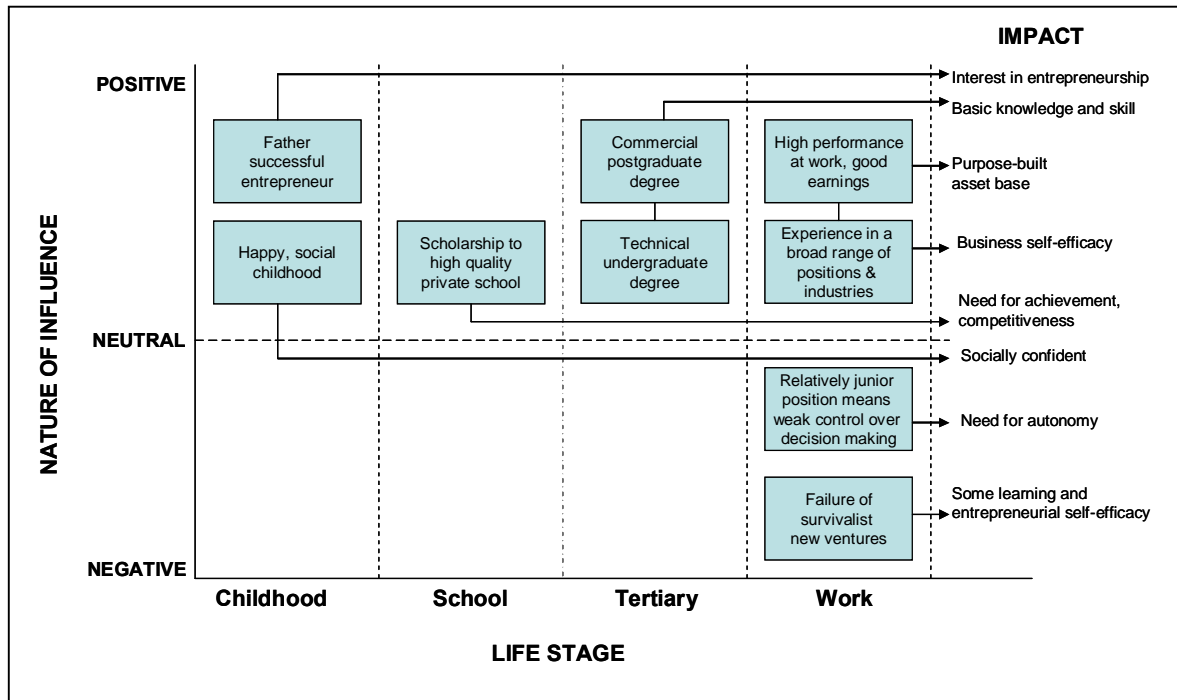 IMPACT
POSITIVE
Interest in entrepreneurship
Basic knowledge and skill
Father
successful
entrepreneur
Commercial
postgraduate
degree
High performance
at work, good
earnings
Purpose-built
asset base
Happy, social
childhood
Scholarship to
high quality
private school
Technical
undergraduate
degree
Experience in a
broad range of
positions &
industries
Business self-efficacy
Need for achievement,
competitiveness
NEUTRAL
Socially confident
Relatively junior
position means
weak control over
decision making
Need for autonomy
Failure of
survivalist
new ventures
Some learning and
entrepreneurial self-efficacy
NEGATIVE
NATURE OF INFLUENCE
Childhood
School
Tertiary
Work
LIFE STAGE